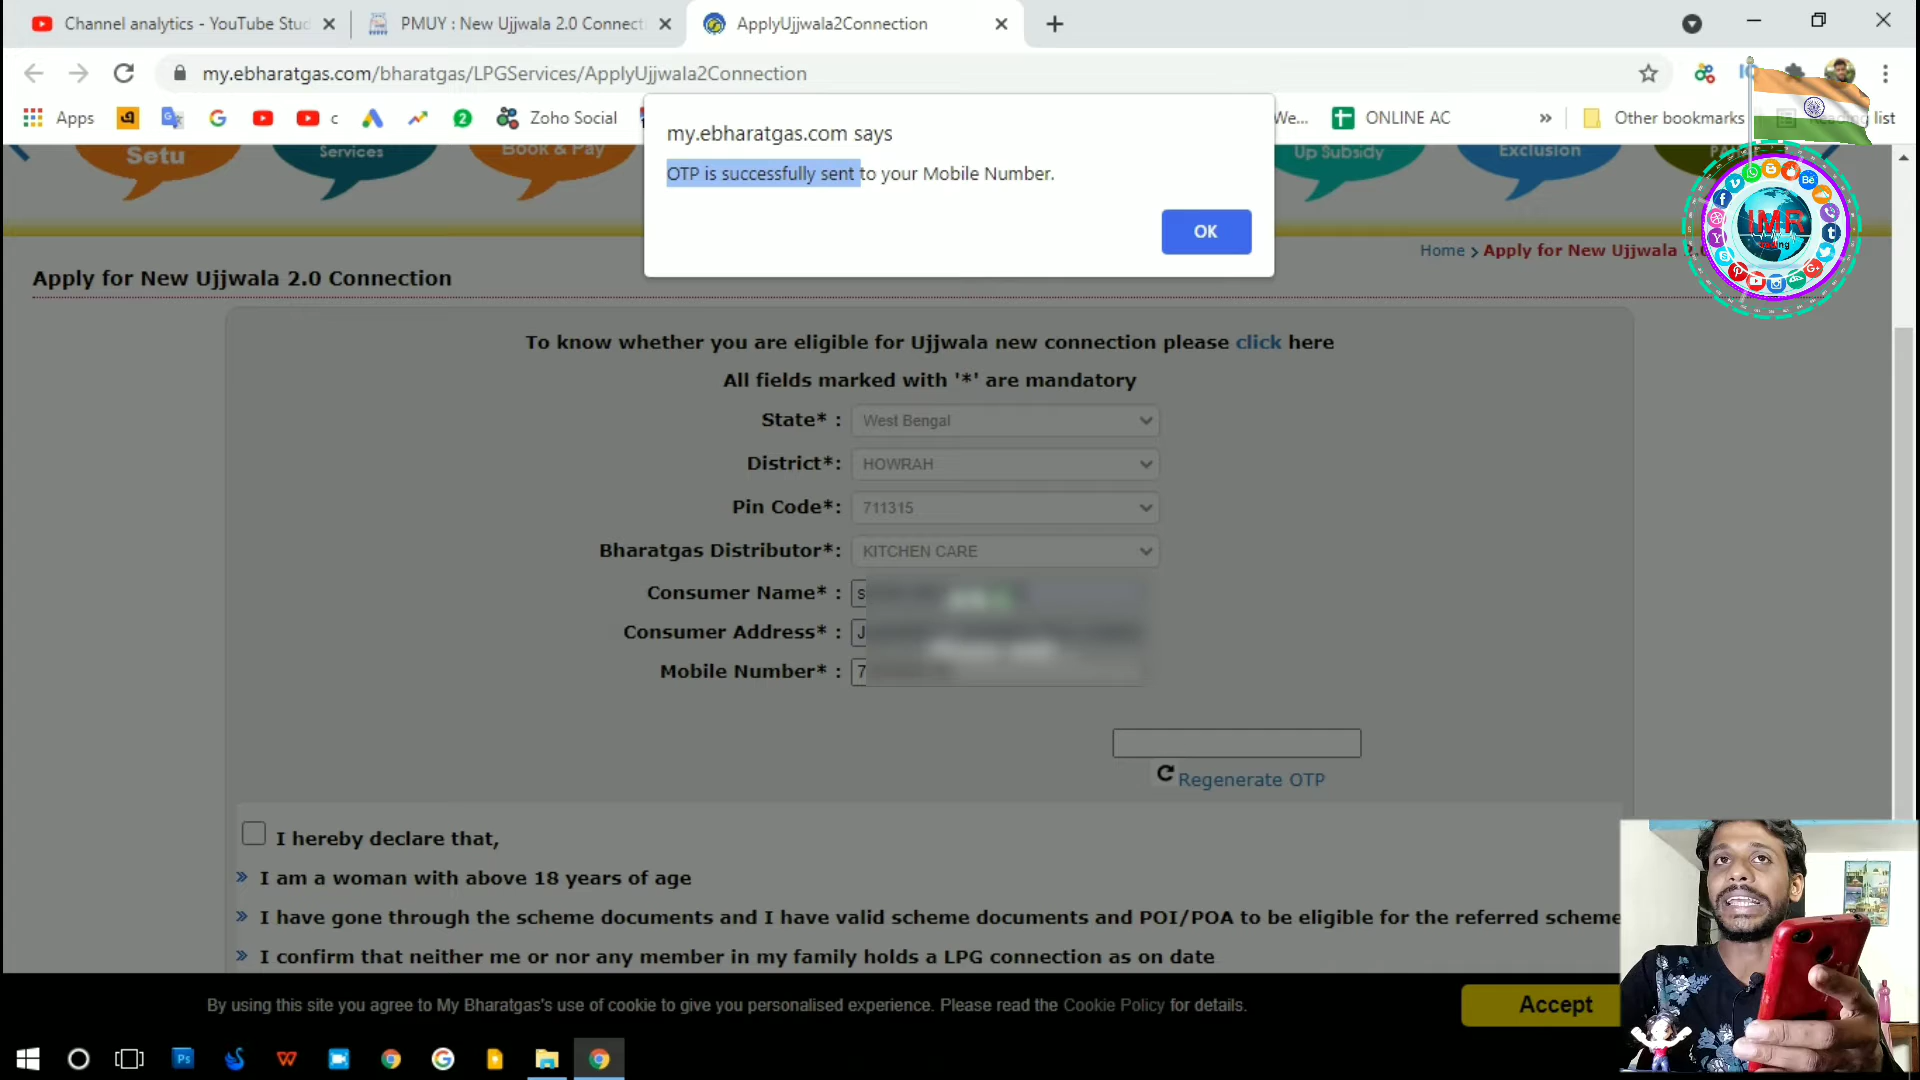 Channel analytics - YouTube Stud
PMUY : New Ujjwala 2.0 Connect
ApplyUjjwala2Connection
my.ebharatgas.com/bharatgas/LPGServices/ApplyUjjwala2Connection
Apps
Zoho Social
We...
ONLINE AC
Other bookmarks
Reading list
my.ebharatgas.com says
OTP is successfully sent to your Mobile Number.
OK
Setu
Services
Book & Pay
Up Subsidy
Exclusion
IMR
Home > Apply for New Ujjwala
Apply for New Ujjwala 2.0 Connection
To know whether you are eligible for Ujjwala new connection please click here
All fields marked with '*' are mandatory
State* : West Bengal
District*: HOWRAH
Pin Code*: 711315
Bharatgas Distributor*: KITCHEN CARE
Consumer Name* : s
Consumer Address* : J
Mobile Number* : 7
Regenerate OTP
I hereby declare that,
» I am a woman with above 18 years of age
» I have gone through the scheme documents and I have valid scheme documents and POI/POA to be eligible for the referred scheme
» I confirm that neither me or nor any member in my family holds a LPG connection as on date
By using this site you agree to My Bharatgas's use of cookie to give you personalised experience. Please read the Cookie Policy for details.
Accept